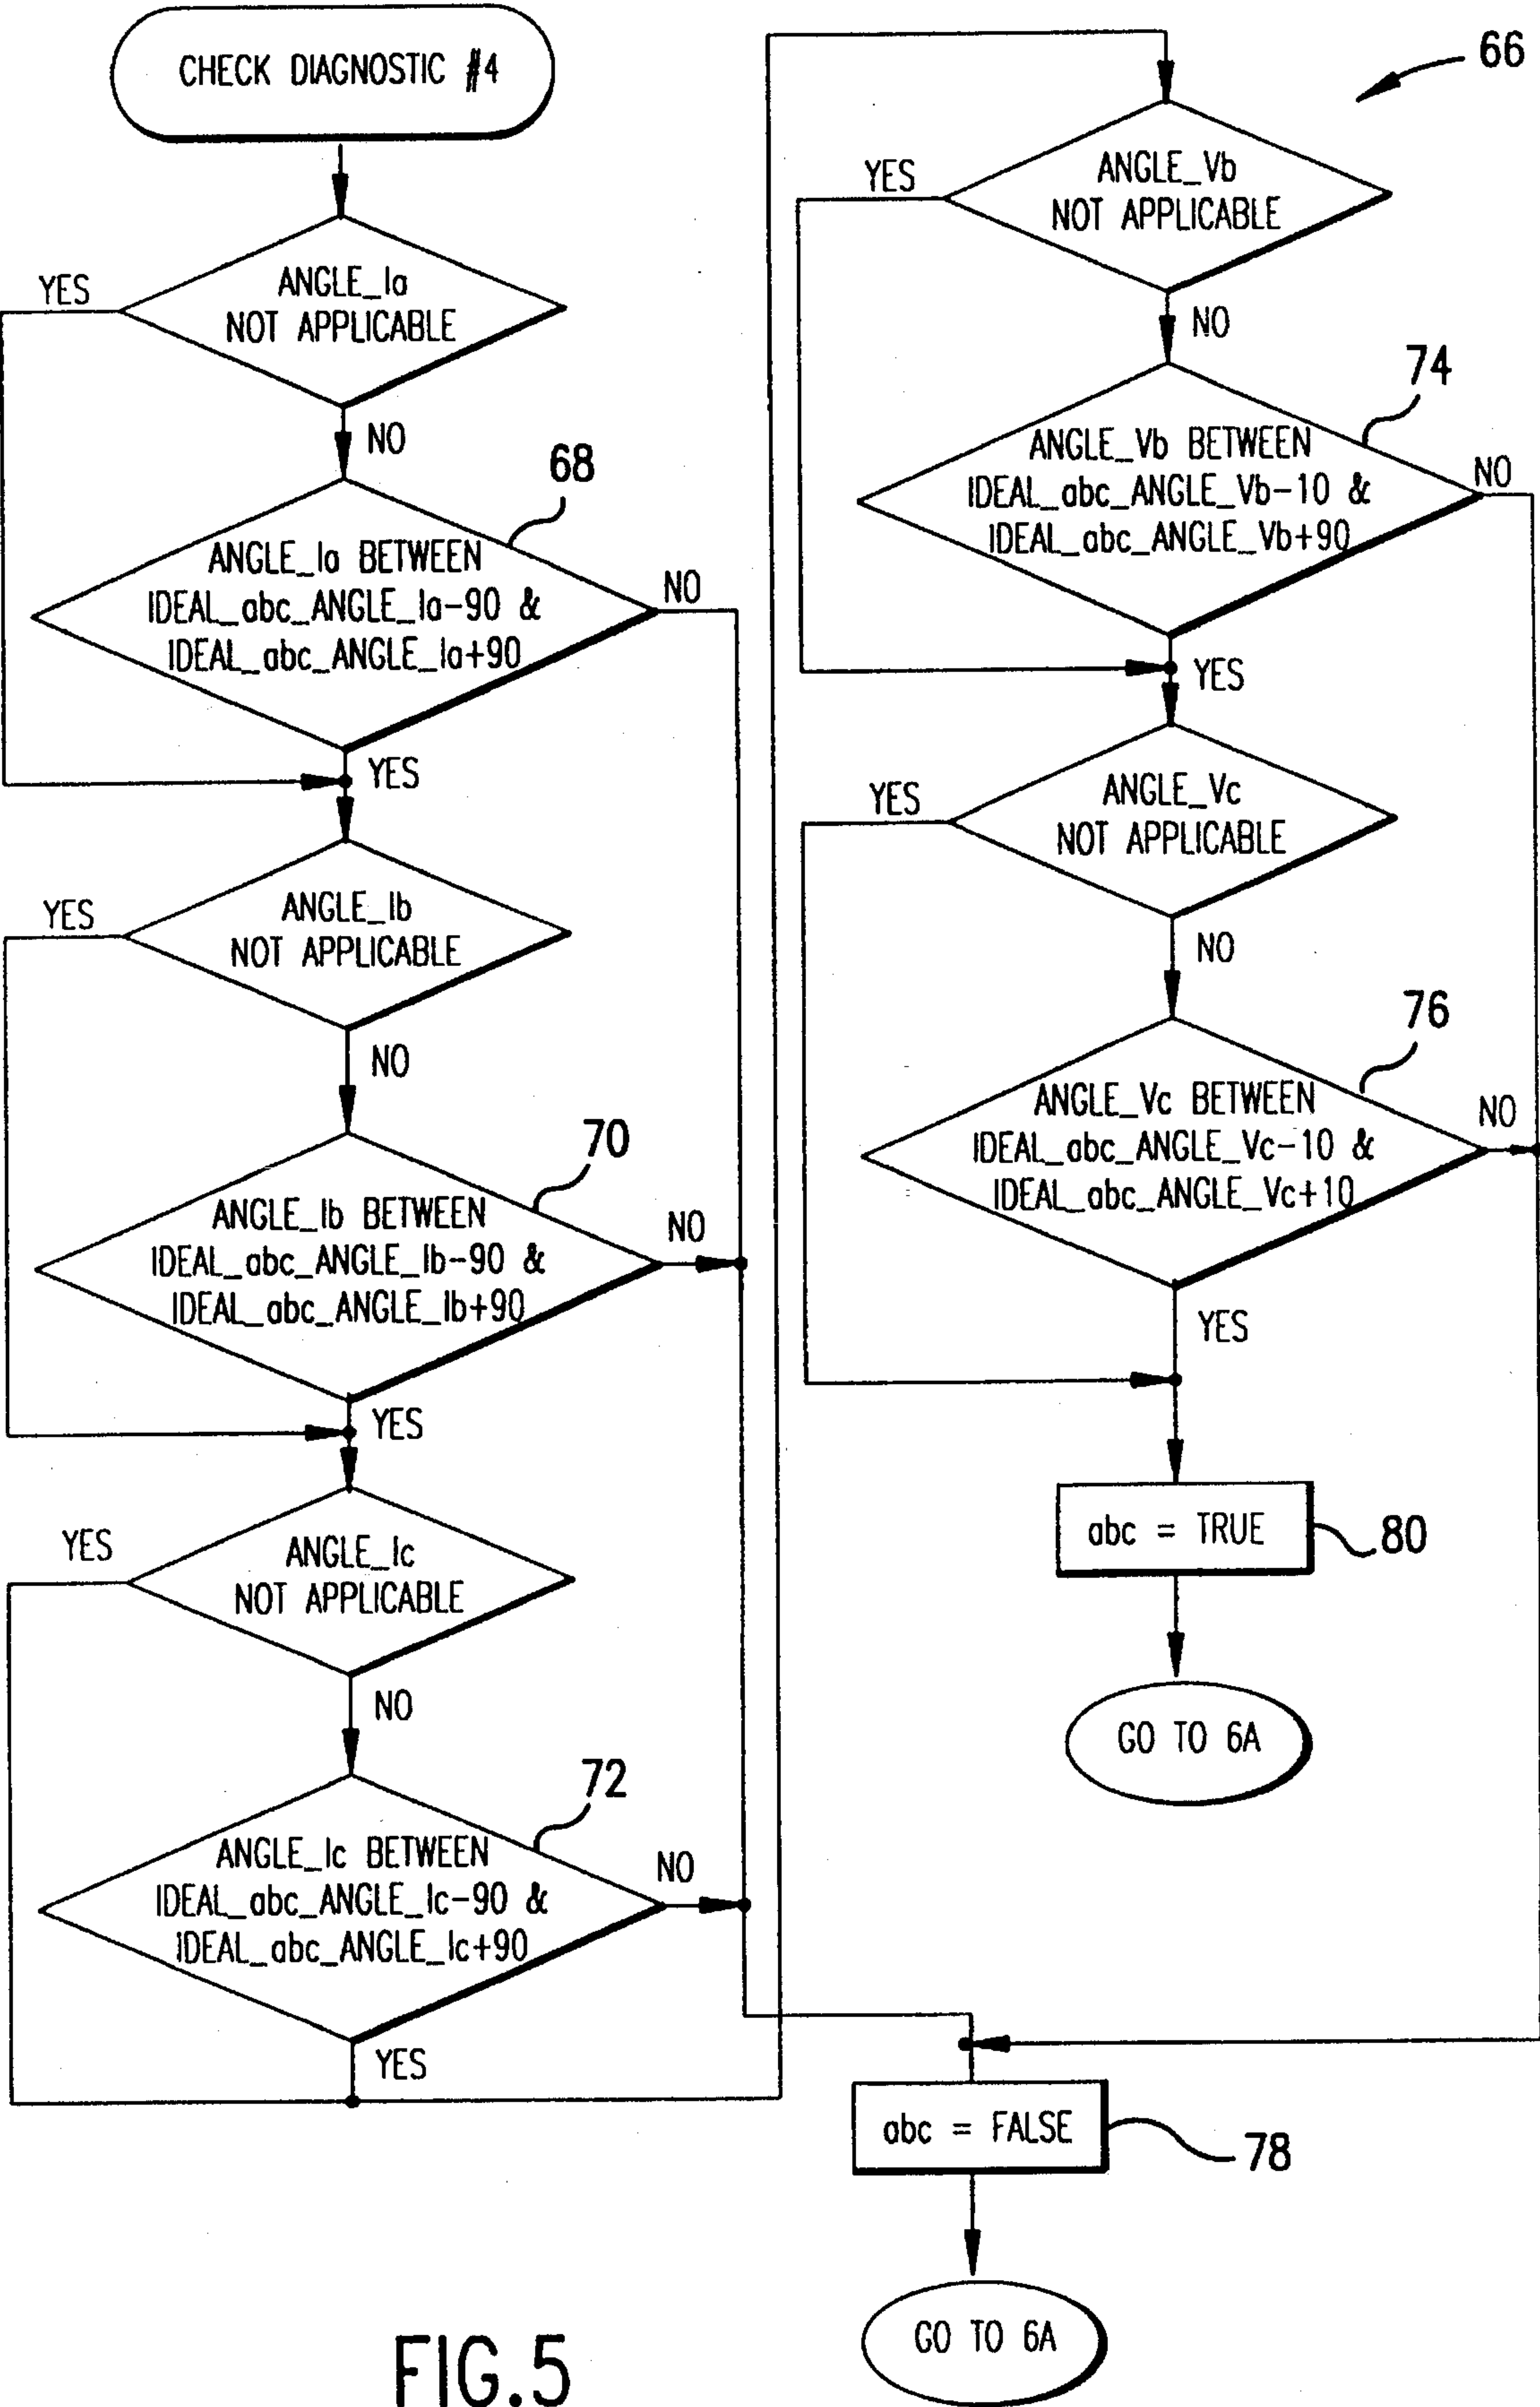 CHECK DIAGNOSTIC #4
ANGLE_Ia
NOT APPLICABLE
YES
NO
68
ANGLE_Ia BETWEEN
IDEAL_abc_ANGLE_Ia-90 &
IDEAL_abc_ANGLE_Ia+90
NO
YES
ANGLE_Ib
NOT APPLICABLE
YES
NO
70
ANGLE_Ib BETWEEN
IDEAL_abc_ANGLE_Ib-90 &
IDEAL_abc_ANGLE_Ib+90
NO
YES
ANGLE_Ic
NOT APPLICABLE
YES
NO
72
ANGLE_Ic BETWEEN
IDEAL_abc_ANGLE_Ic-90 &
IDEAL_abc_ANGLE_Ic+90
NO
YES
66
ANGLE_Vb
NOT APPLICABLE
YES
NO
74
ANGLE_Vb BETWEEN
IDEAL_abc_ANGLE_Vb-10 &
IDEAL_abc_ANGLE_Vb+90
NO
YES
ANGLE_Vc
NOT APPLICABLE
YES
NO
76
ANGLE_Vc BETWEEN
IDEAL_abc_ANGLE_Vc-10 &
IDEAL_abc_ANGLE_Vc+10
NO
YES
abc = TRUE
80
GO TO 6A
abc = FALSE
78
GO TO 6A
FIG.5